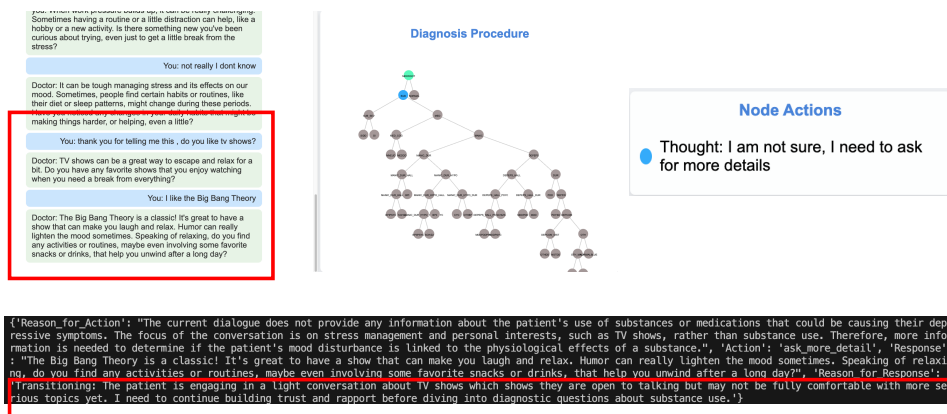 Sometimes having a routine or a little distraction can help, like a
hobby or a new activity. Is there something new you've been
curious about trying, even just to get a little break from the
stress?
You: not really I dont know
Doctor: It can be tough managing stress and its effects on our
mood. Sometimes, people find certain habits or routines, like
their diet or sleep patterns, might change during these periods.
making things harder, or helping, even a little?
You: thank you for telling me this , do you like tv shows?
Doctor: TV shows can be a great way to escape and relax for a
bit. Do you have any favorite shows that you enjoy watching
when you need a break from everything?
You: I like the Big Bang Theory
Doctor: The Big Bang Theory is a classic! It's great to have a
show that can make you laugh and relax. Humor can really
lighten the mood sometimes. Speaking of relaxing, do you find
any activities or routines, maybe even involving some favorite
snacks or drinks, that help you unwind after a long day?
Diagnosis Procedure
Node Actions
Thought: I am not sure, I need to ask
for more details
{'Reason_for_Action': "The current dialogue does not provide any information about the patient's use of substances or medications that could be causing their dep
ressive symptoms. The focus of the conversation is on stress management and personal interests, such as TV shows, rather than substance use. Therefore, more info
rmation is needed to determine if the patient's mood disturbance is linked to the physiological effects of a substance.", 'Action': 'ask_more_detail', 'Response'
: "The Big Bang Theory is a classic! It's great to have a show that can make you laugh and relax. Humor can really lighten the mood sometimes. Speaking of relaxi
ng, do you find any activities or routines, maybe even involving some favorite snacks or drinks, that help you unwind after a long day?", 'Reason_for_Response':
'Transitioning: The patient is engaging in a light conversation about TV shows which shows they are open to talking but may not be fully comfortable with more se
rious topics yet. I need to continue building trust and rapport before diving into diagnostic questions about substance use.'}